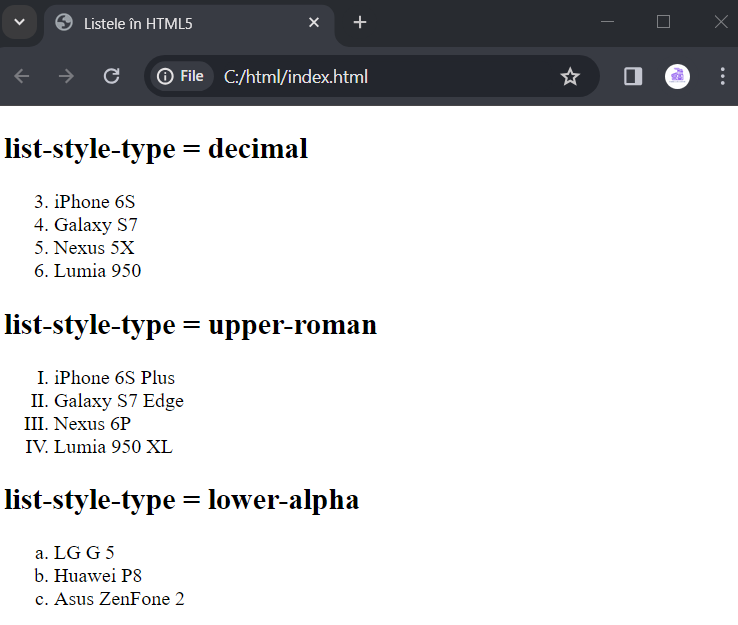 Listele în HTML5
File C:/html/index.html
list-style-type = decimal
3. iPhone 6S
4. Galaxy S7
5. Nexus 5X
6. Lumia 950
list-style-type = upper-roman
I. iPhone 6S Plus
II. Galaxy S7 Edge
III. Nexus 6P
IV. Lumia 950 XL
list-style-type = lower-alpha
a. LG G 5
b. Huawei P8
c. Asus ZenFone 2